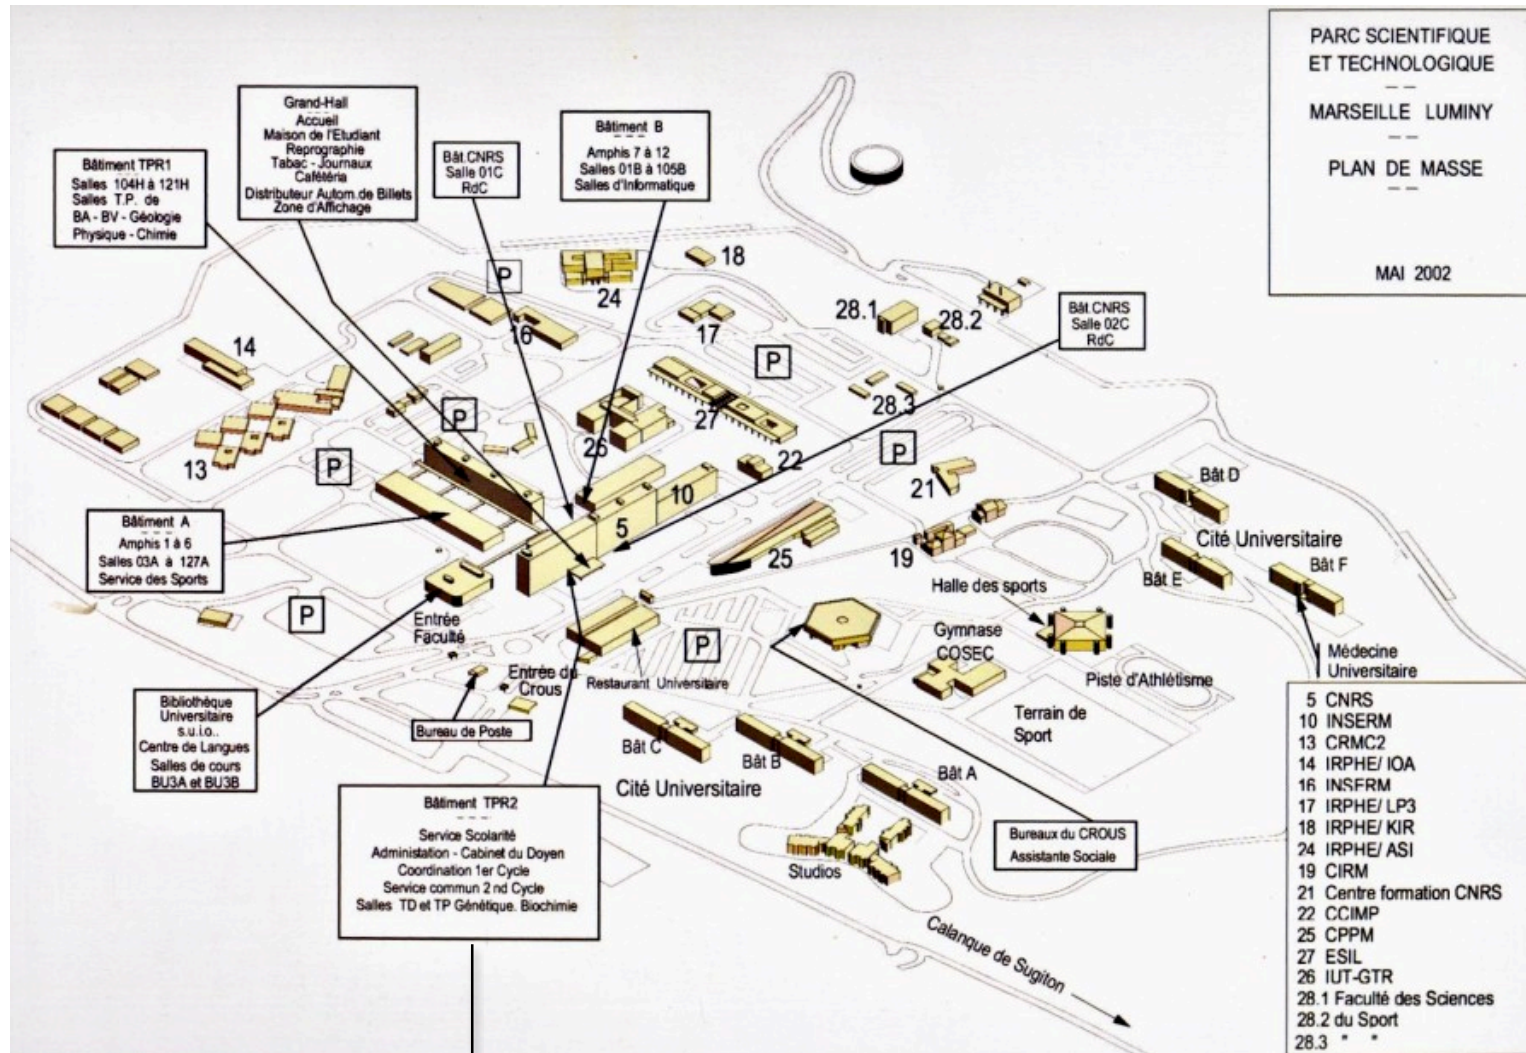 PARC SCIENTIFIQUE
ET TECHNOLOGIQUE
MARSEILLE LUMINY
PLAN DE MASSE
MAI 2002
Grand-Hall
Accueil
Maison de l'Etudiant
Reprographie
Tabac - Journaux
Cafétéria
Distributeur Autom.de Billets
Zone d'Affichage
Bâtiment TPR1
Salles 104H à 121H
Salles T.P. de
BA - BV - Géologie
Physique - Chimie
Bât.CNRS
Salle 01C
RdC
Bâtiment B
Amphis 7 à 12
Salles 01B à 105B
Salles d'Informatique
Bât.CNRS
Salle 02C
RdC
P
18
24
28.1
28.2
16
17
14
P
28.3
27
P
26
P
22
13
P
21
10
5
25
19
Bât D
Cité Universitaire
Bât E
Bât F
Bâtiment A
Amphis 1 à 6
Salles 03A à 127A
Service des Sports
P
Entrée
Faculté
Halle des sports
Gymnase
COSEC
P
Médecine
Universitaire
Entrée du
Crous
Restaurant Universitaire
Piste d'Athlétisme
Terrain de
Sport
Bibliothèque
Universitaire
s.u.i.o..
Centre de Langues
Salles de cours
BU3A et BU3B
Bureau de Poste
Bât C
Bât B
Bât A
Cité Universitaire
Bâtiment TPR2
Service Scolarité
Administation - Cabinet du Doyen
Coordination 1er Cycle
Service commun 2 nd Cycle
Salles TD et TP Génétique. Biochimie
Bureaux du CROUS
Assistante Sociale
Studios
Calanque de Sugiton
5 CNRS
10 INSERM
13 CRMC2
14 IRPHE/ IOA
16 INSERM
17 IRPHE/ LP3
18 IRPHE/ KIR
24 IRPHE/ ASI
19 CIRM
21 Centre formation CNRS
22 CCIMP
25 CPPM
27 ESIL
26 IUT-GTR
28.1 Faculté des Sciences
28.2 du Sport
28.3 " "